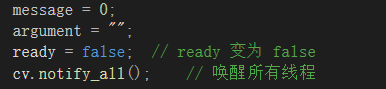 message = 0;
argument = "";
ready = false;  // ready 变为 false
cv.notify_all();    // 唤醒所有线程